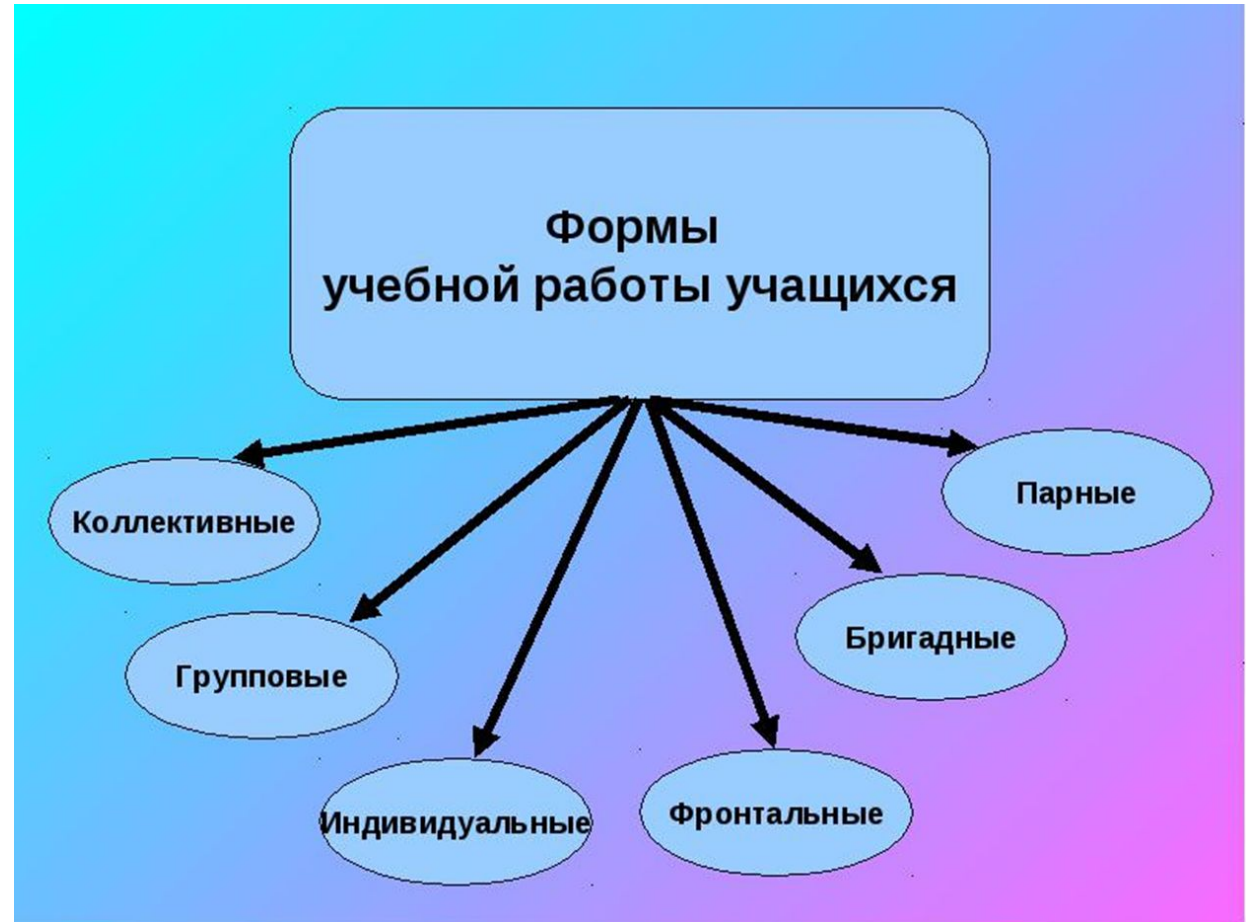 Формы
учебной работы учащихся
Коллективные
Групповые
Индивидуальные
Фронтальные
Бригадные
Парные